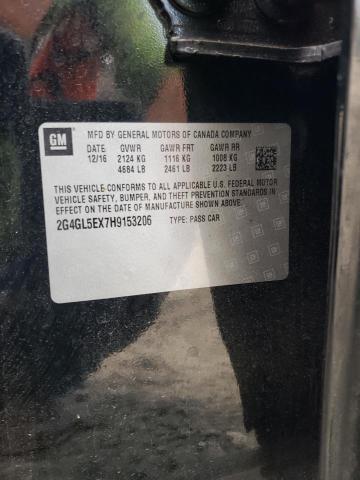 GM
MFD BY GENERAL MOTORS OF CANADA COMPANY
DATE GVWR GAWR FRT GAWR RR
12/16 2124 KG 1116 KG 1008 KG
4684 LB 2461 LB 2223 LB
THIS VEHICLE CONFORMS TO ALL APPLICABLE U.S. FEDERAL MOTOR
VEHICLE SAFETY, BUMPER, AND THEFT PREVENTION STANDARDS IN
EFFECT ON THE DATE OF MANUFACTURE SHOWN ABOVE.
2G4GL5EX7H9153206 TYPE: PASS CAR